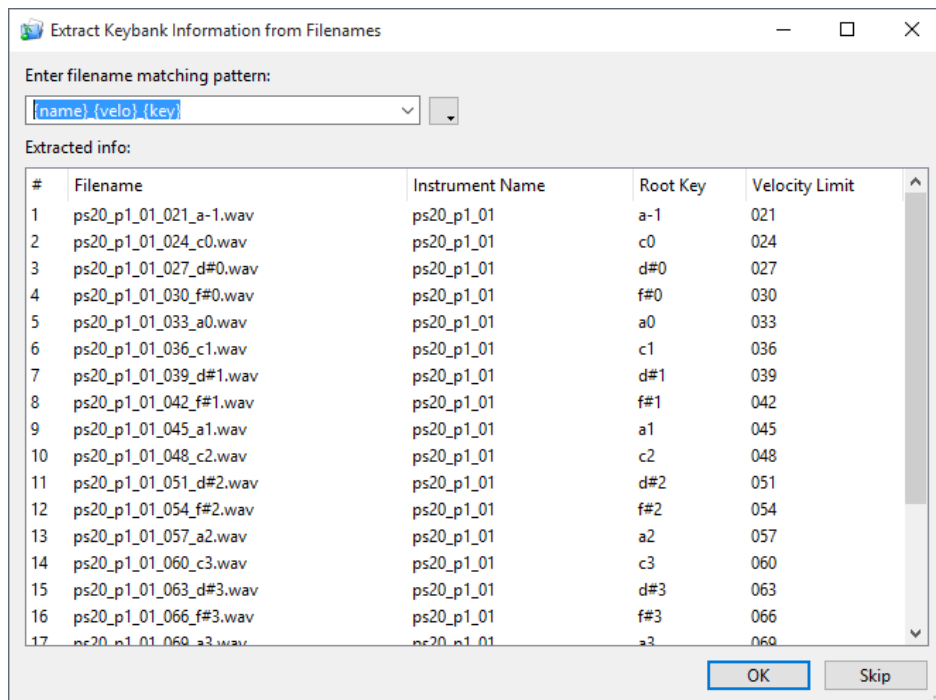 Extract Keybank Information from Filenames
Enter filename matching pattern:
{name}_{velo}_{key}
Extracted info:
# Filename Instrument Name Root Key Velocity Limit
1 ps20_p1_01_021_a-1.wav ps20_p1_01 a-1 021
2 ps20_p1_01_024_c0.wav ps20_p1_01 c0 024
3 ps20_p1_01_027_d#0.wav ps20_p1_01 d#0 027
4 ps20_p1_01_030_f#0.wav ps20_p1_01 f#0 030
5 ps20_p1_01_033_a0.wav ps20_p1_01 a0 033
6 ps20_p1_01_036_c1.wav ps20_p1_01 c1 036
7 ps20_p1_01_039_d#1.wav ps20_p1_01 d#1 039
8 ps20_p1_01_042_f#1.wav ps20_p1_01 f#1 042
9 ps20_p1_01_045_a1.wav ps20_p1_01 a1 045
10 ps20_p1_01_048_c2.wav ps20_p1_01 c2 048
11 ps20_p1_01_051_d#2.wav ps20_p1_01 d#2 051
12 ps20_p1_01_054_f#2.wav ps20_p1_01 f#2 054
13 ps20_p1_01_057_a2.wav ps20_p1_01 a2 057
14 ps20_p1_01_060_c3.wav ps20_p1_01 c3 060
15 ps20_p1_01_063_d#3.wav ps20_p1_01 d#3 063
16 ps20_p1_01_066_f#3.wav ps20_p1_01 f#3 066
17 ps20_p1_01_069_a3.wav ps20_p1_01 a3 069
OK Skip